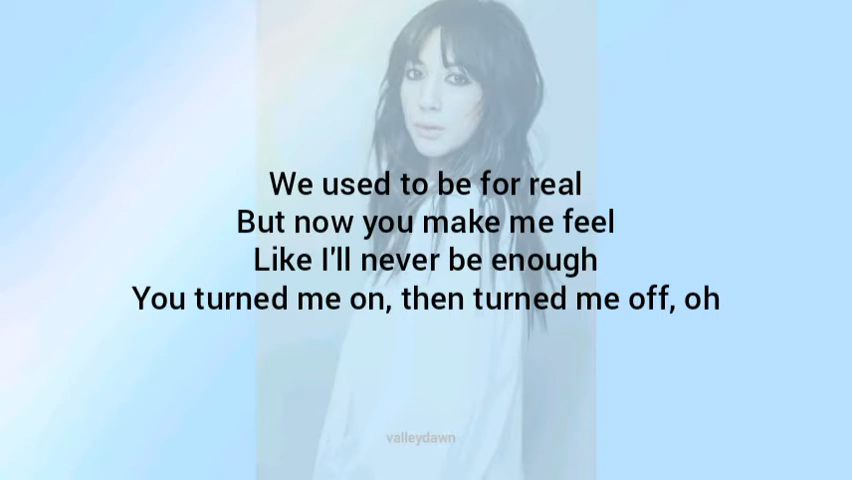 We used to be for real
But now you make me feel
Like I'll never be enough
You turned me on, then turned me off, oh
valleydawn